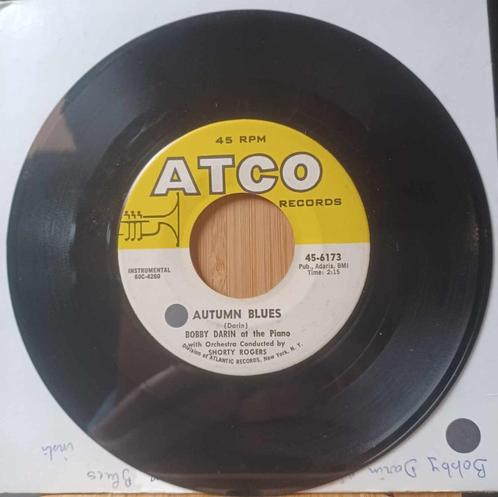 45 RPM
ATCO
RECORDS
INSTRUMENTAL
60C-4260
45-6173
Pub., Adaris, BMI
Time: 2:15
AUTUMN BLUES
(Darin)
BOBBY DARIN at the Piano
with Orchestra Conducted by
SHORTY ROGERS
Division of ATLANTIC RECORDS, New York, N. Y.
Bobby Darin
Blues